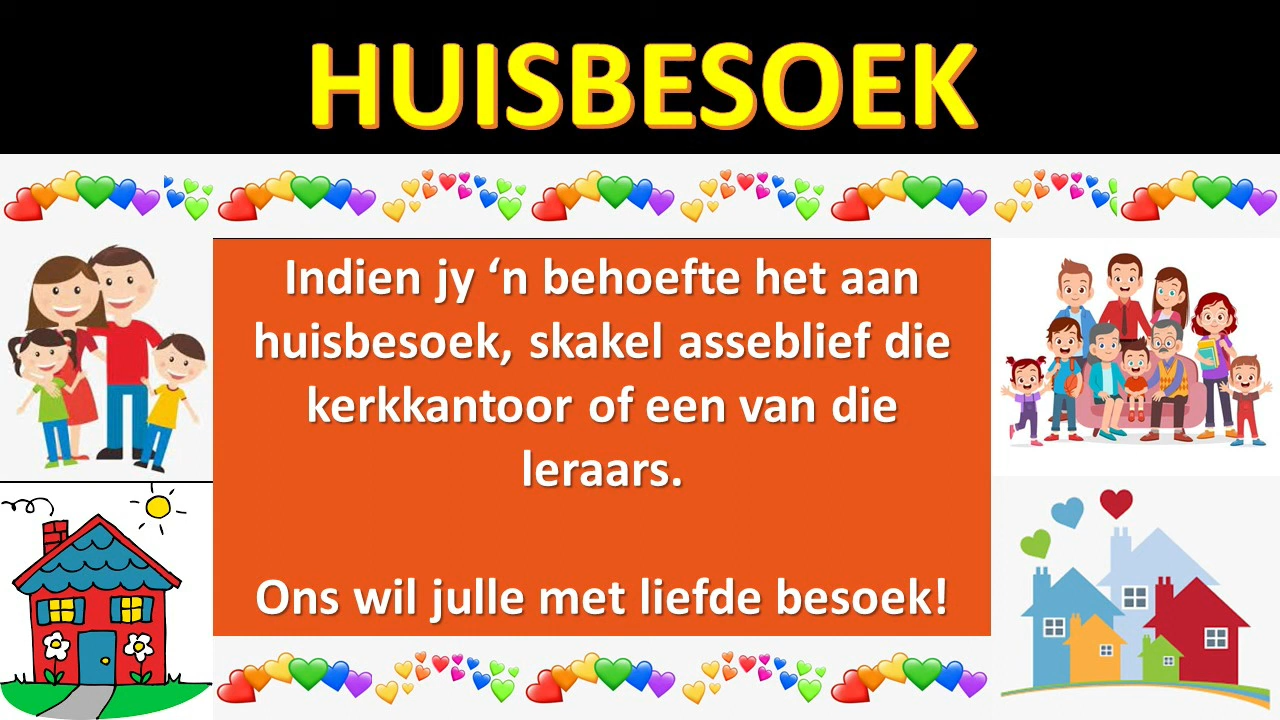 HUISBESOEK
Indien jy ‘n behoefte het aan
huisbesoek, skakel asseblief die
kerkkantoor of een van die
leraars.
Ons wil julle met liefde besoek!